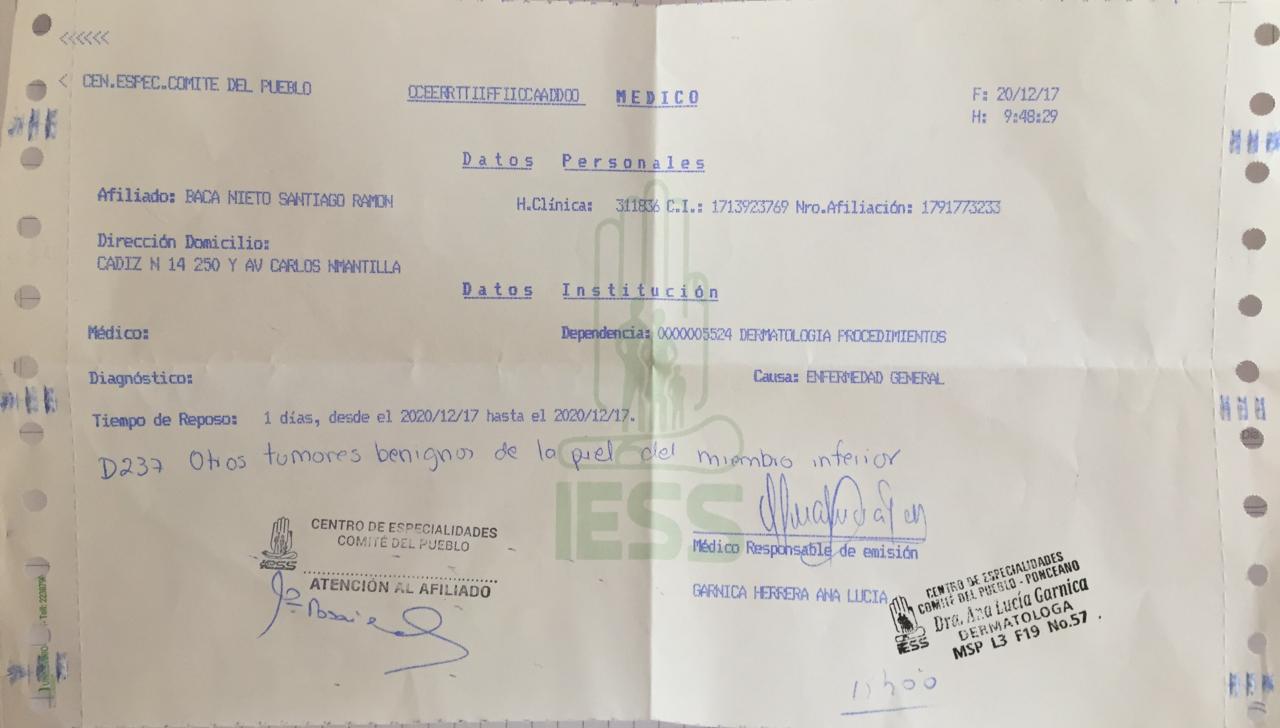 <<<<<<
< CEN.ESPEC.COMITE DEL PUEBLO OCEERRTTIIFFIIOCAADDOO MEDICO F: 20/12/17
H: 9:48:29
Datos Personales
Afiliado: BACA NIETO SANTIAGO RAMON H.Clínica: 311836 C.I.: 1713923769 Nro.Afiliación: 1791773233
Dirección Domicilio:
CADIZ N 14 250 Y AV CARLOS NMANTILLA
Datos Institución
Médico: Dependencia: 0000005524 DERMATOLOGIA PROCEDIMIENTOS
Diagnóstico: Causa: ENFERMEDAD GENERAL
Tiempo de Reposo: 1 días, desde el 2020/12/17 hasta el 2020/12/17.
D237 Otros tumores benignos de la piel del miembro inferior
IESS
CENTRO DE ESPECIALIDADES
COMITÉ DEL PUEBLO
IESS
ATENCIÓN AL AFILIADO
Médico Responsable de emisión
GARNICA HERRERA ANA LUCIA
CENTRO DE ESPECIALIDADES
COMITÉ DEL PUEBLO - PONCEANO
Dra. Ana Lucía Garnica
DERMATOLOGA
MSP L3 F19 No.57 .
IESS
15h00